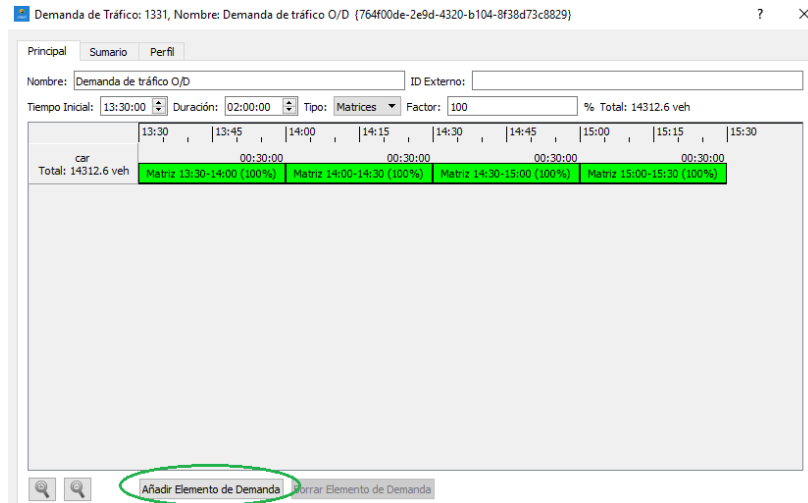 Demanda de Tráfico: 1331, Nombre: Demanda de tráfico O/D {764f00de-2e9d-4320-b104-8f38d73c8829} ? ×
Principal Sumario Perfil
Nombre: Demanda de tráfico O/D ID Externo:
Tiempo Inicial: 13:30:00 Duración: 02:00:00 Tipo: Matrices Factor: 100 % Total: 14312.6 veh
13:30 13:45 14:00 14:15 14:30 14:45 15:00 15:15 15:30
car 00:30:00 00:30:00 00:30:00 00:30:00
Total: 14312.6 veh Matriz 13:30-14:00 (100%) Matriz 14:00-14:30 (100%) Matriz 14:30-15:00 (100%) Matriz 15:00-15:30 (100%)
Añadir Elemento de Demanda Borrar Elemento de Demanda